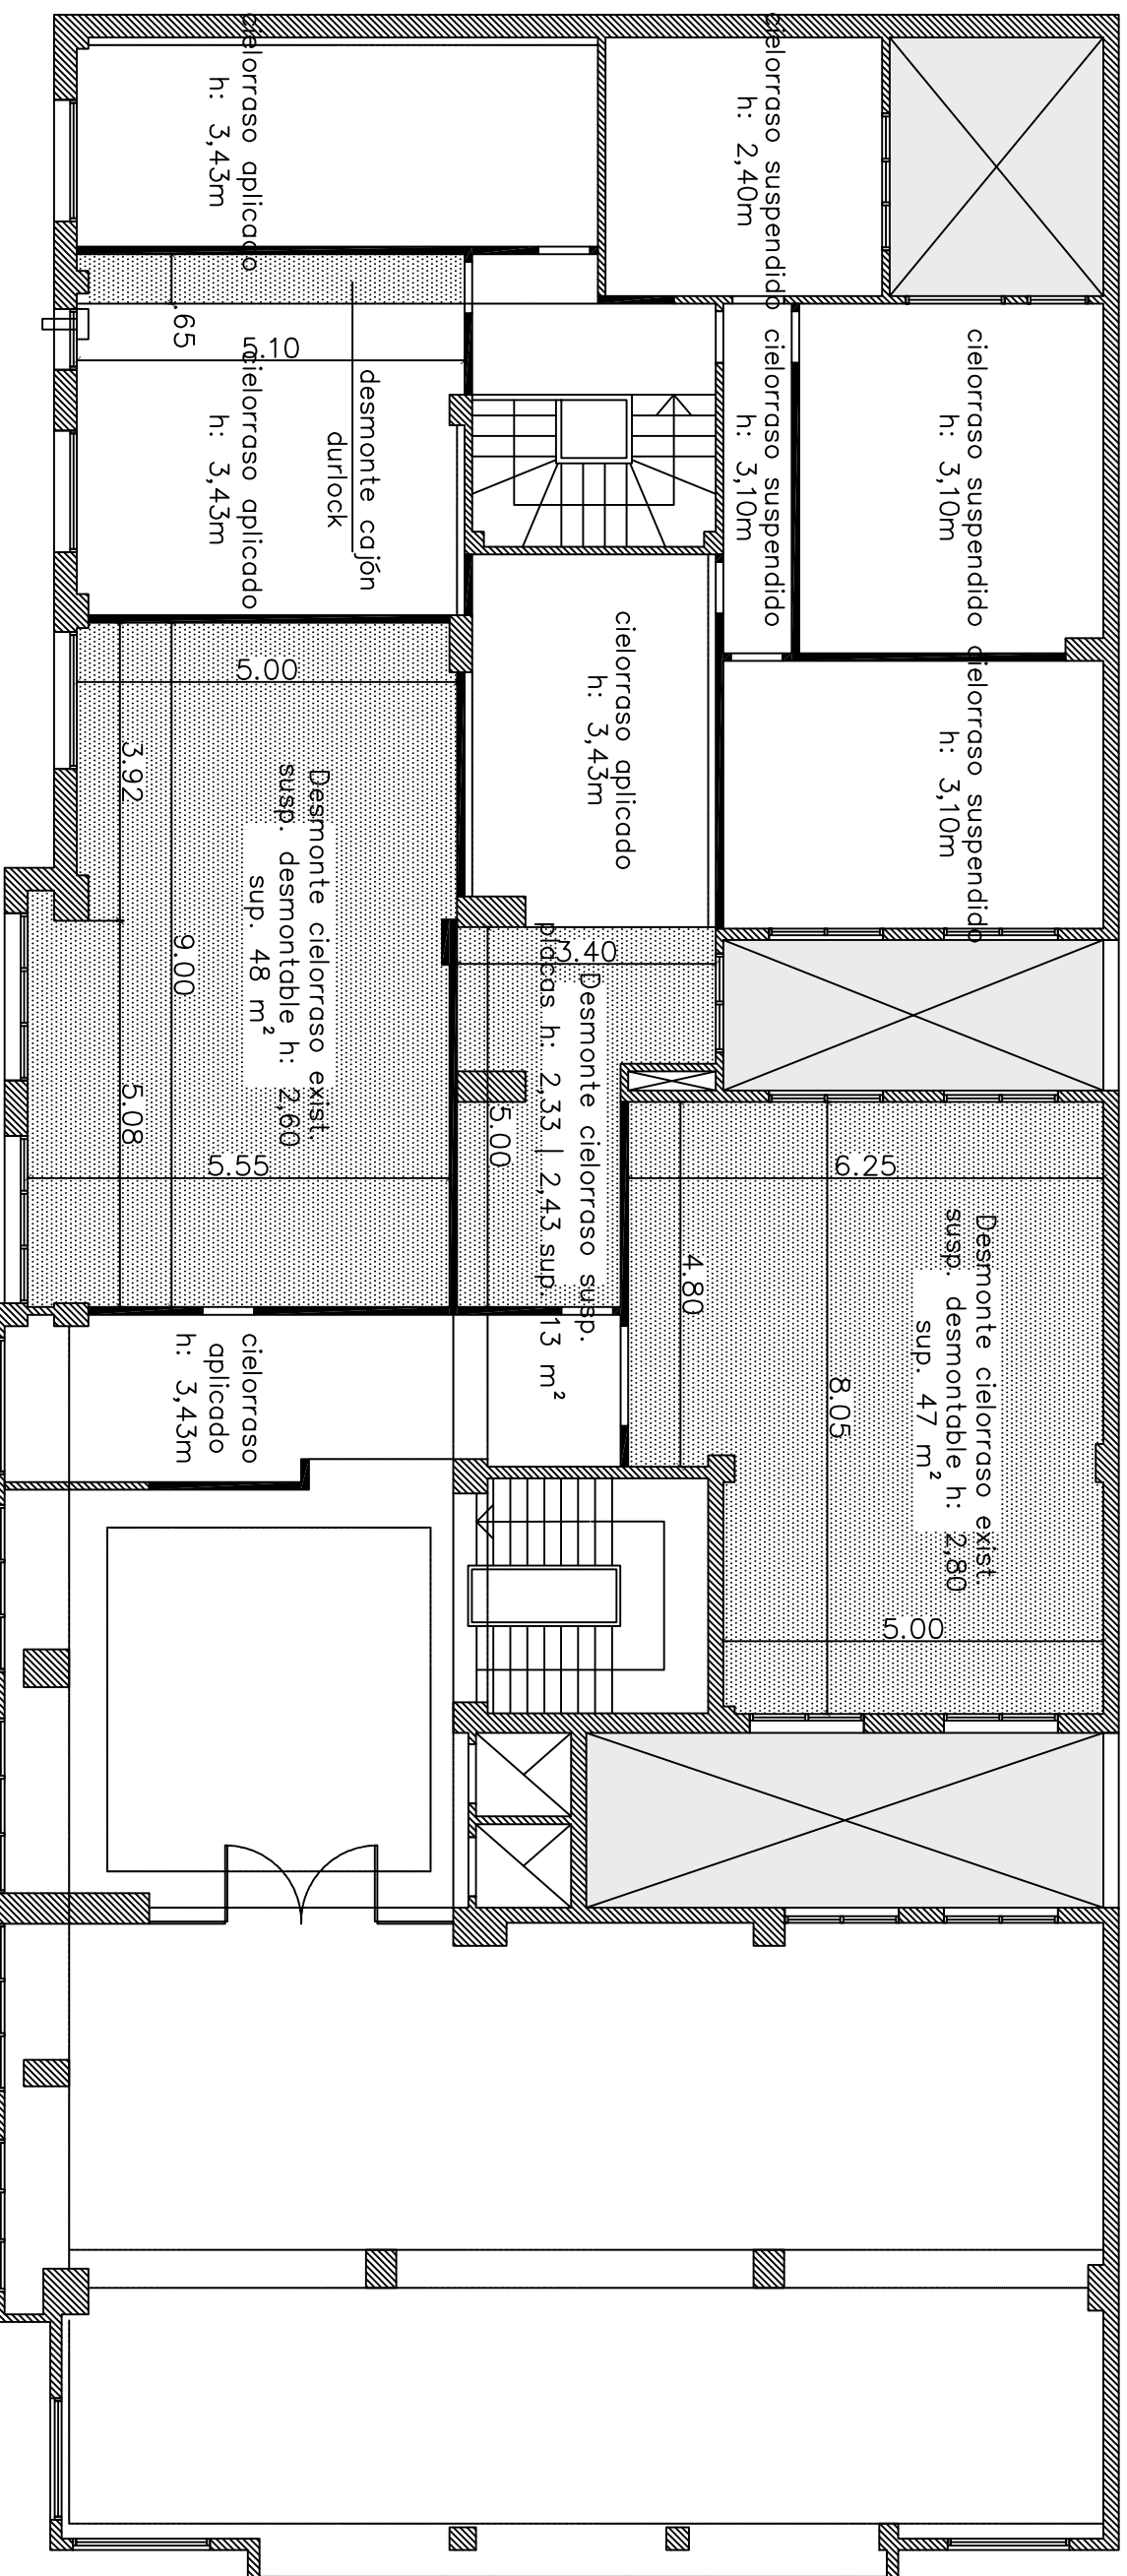 cielorraso aplicado
h: 3,43m
cielorraso suspendido
h: 2,40m
cielorraso suspendido
h: 3,10m
cielorraso suspendido
h: 3,10m
cielorraso suspendido
h: 3,10m
.65
5.10
cielorraso aplicado
h: 3,43m
desmonte cajón
durlock
cielorraso aplicado
h: 3,43m
5.00
3.92
9.00
5.08
5.55
Desmonte cielorraso exist.
susp. desmontable h: 2,60
sup. 48 m²
3.40
5.00
Desmonte cielorraso susp.
placas h: 2,33 | 2,43 sup. 13 m²
6.25
4.80
8.05
5.00
Desmonte cielorraso exist.
susp. desmontable h: 2,80
sup. 47 m²
cielorraso
aplicado
h: 3,43m